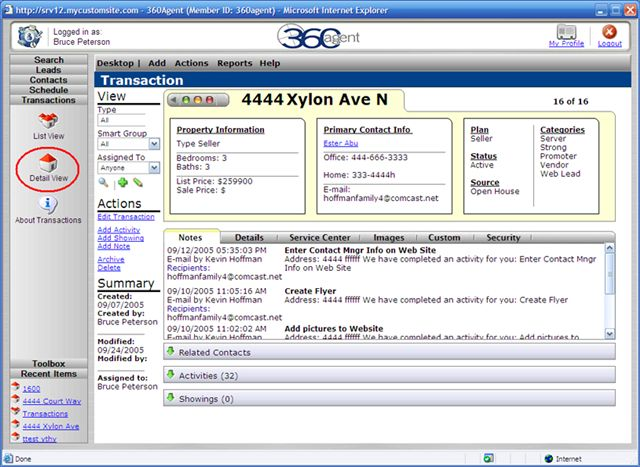 http://srv12.mycustomsite.com - 360Agent (Member ID: 360agent) - Microsoft Internet Explorer
Logged in as:
Bruce Peterson
360agent
My Profile
Logout
Search
Leads
Contacts
Schedule
Transactions
List View
Detail View
About Transactions
Toolbox
Recent Items
1600
4444 Court Way
Transactions
4444 Xylon Ave
ttest ythy
Desktop | Add Actions Reports Help
Transaction
View
Type
All
Smart Group
All
Assigned To
Anyone
Actions
Edit Transaction
Add Activity
Add Showing
Add Note
Archive
Delete
Summary
Created:
09/07/2005
Created by:
Bruce Peterson
Modified:
09/24/2005
Modified by:
Assigned to:
Bruce Peterson
4444 Xylon Ave N
16 of 16
Property Information
Type Seller
Bedrooms: 3
Baths: 3
List Price: $259900
Sale Price: $
Primary Contact Info
Ester Abu
Office: 444-666-3333
Home: 333-4444h
E-mail:
hoffmanfamily4@comcast.net
Plan
Seller
Status
Active
Source
Open House
Categories
Server
Strong
Promoter
Vendor
Web Lead
Notes Details Service Center Images Custom Security
09/12/2005 05:35:03 PM Enter Contact Mngr Info on Web Site
E-mail by Kevin Hoffman Address: 4444 ffffff We have completed an activity for you: Enter Contact Mngr
Recipients: Info on Web Site
hoffmanfamily4@comcast.net
09/10/2005 11:05:16 AM Create Flyer
E-mail by Kevin Hoffman Address: 4444 ffffff We have completed an activity for you: Create Flyer
Recipients:
hoffmanfamily4@comcast.net
09/10/2005 11:02:02 AM Add pictures to Website
E-mail by Kevin Hoffman Address: 4444 ffffff We have completed an activity for you: Add pictures to
Related Contacts
Activities (32)
Showings (0)
Done
Internet